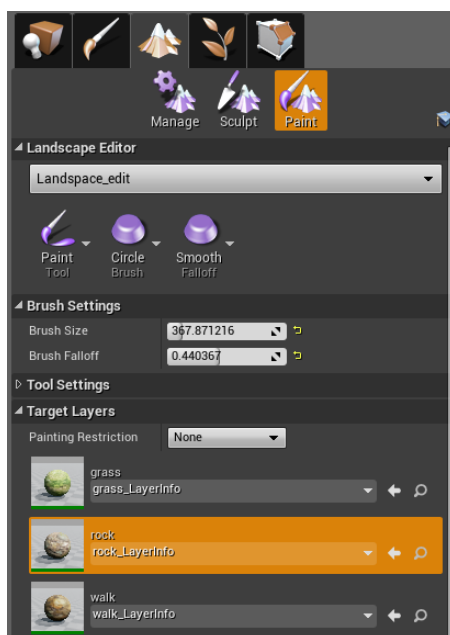 Manage Sculpt Paint
Landscape Editor
Landspace_edit
Paint Circle Smooth
Tool Brush Falloff
Brush Settings
Brush Size 367.871216
Brush Falloff 0.440367
Tool Settings
Target Layers
Painting Restriction None
grass
grass_LayerInfo
rock
rock_LayerInfo
walk
walk_LayerInfo